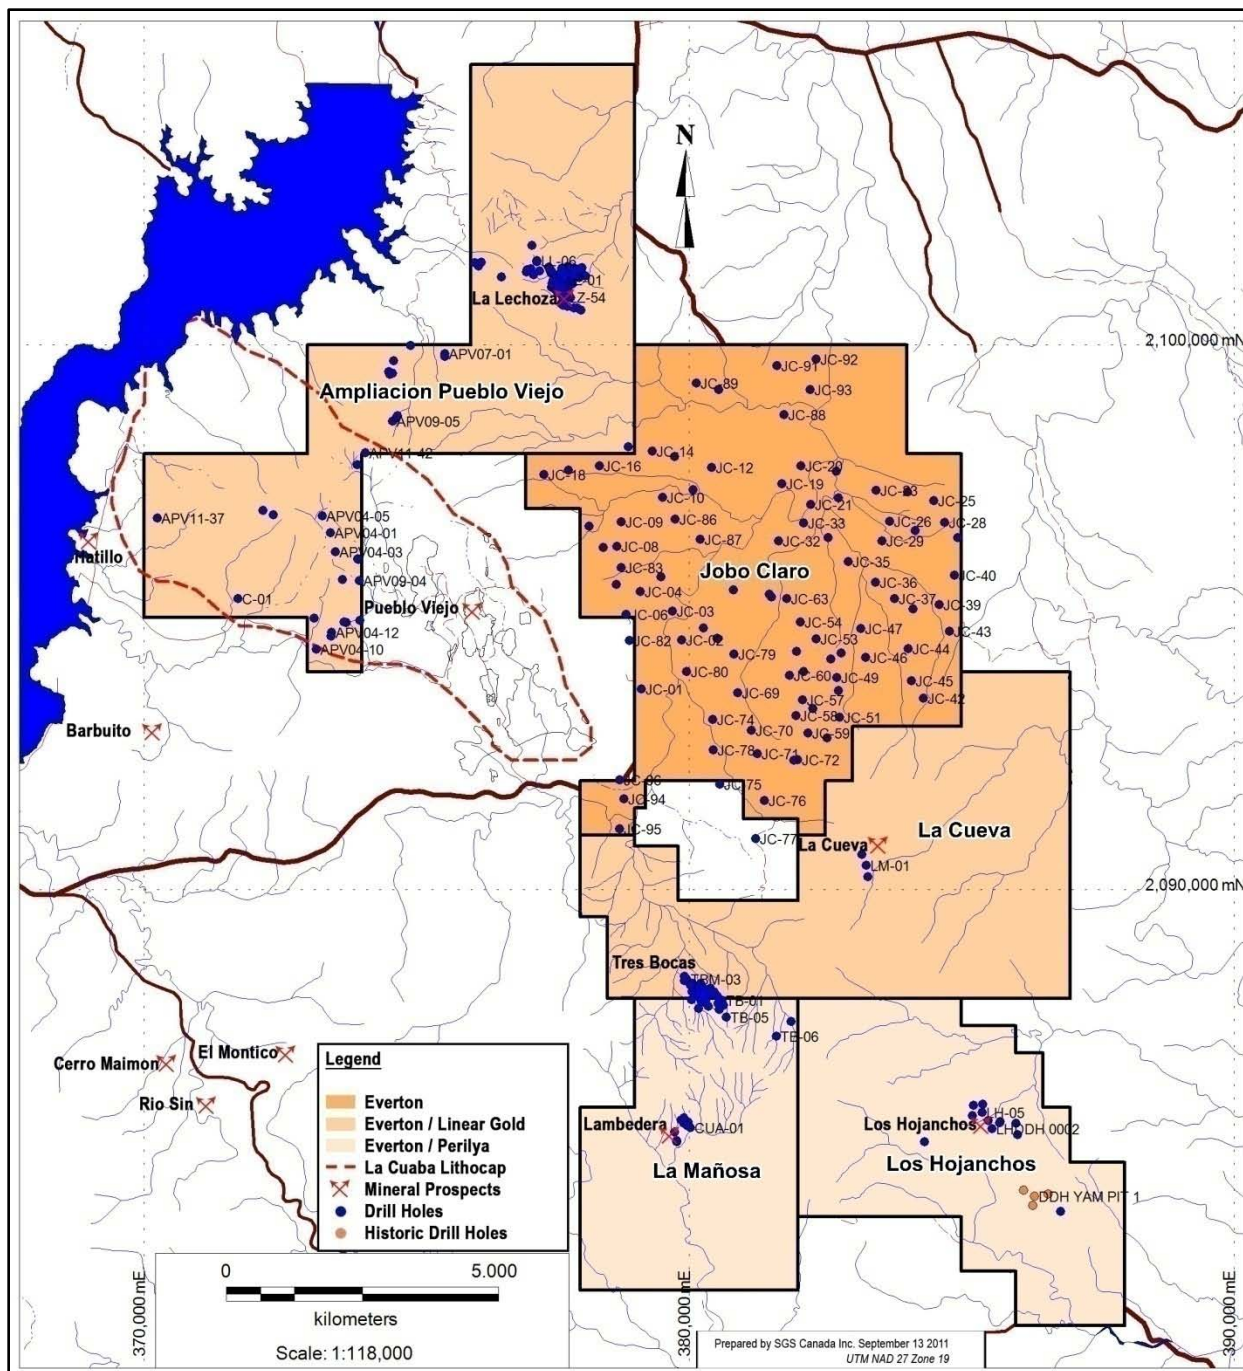 N
JC-92
JC-91
JC-89
JC-93
JC-88
LL-06
La Lechoza
Z-54
2,100,000 mN
APV07-01
Ampliacion Pueblo Viejo
APV09-05
APV11-42
JC-14
JC-16
JC-18
JC-12
JC-20
JC-19
JC-10
JC-21
JC-25
JC-09
JC-86
JC-33
JC-26
JC-28
JC-87
JC-32
JC-29
JC-08
JC-35
Jobo Claro
JC-83
JC-36
JC-40
JC-04
JC-63
JC-37
JC-39
JC-06
JC-03
JC-54
JC-47
JC-43
JC-82
JC-02
JC-53
JC-79
JC-46
JC-44
JC-80
JC-60
JC-49
JC-45
JC-01
JC-69
JC-57
JC-42
JC-74
JC-58
JC-51
JC-70
JC-59
JC-78
JC-71
JC-72
JC-75
JC-94
JC-76
JC-95
JC-77
APV11-37
APV04-05
APV04-01
APV04-03
Hatillo
APV09-04
C-01
Pueblo Viejo
APV04-12
APV04-10
Barbuito
La Cueva
La Cueva
LM-01
2,090,000 mN
Tres Bocas
TB-01
TB-05
TB-06
El Montico
Cerro Maimon
Rio Sin
Lambedera
CUA-01
La Mañosa
LH-05
Los Hojanchos
Los Hojanchos
DDH YAM PIT 1
Legend
Everton
Everton / Linear Gold
Everton / Perilya
La Cuaba Lithocap
Mineral Prospects
Drill Holes
Historic Drill Holes
0 5.000
kilometers
Scale: 1:118,000
370,000 mE
380,000 mE
390,000 mE
Prepared by SGS Canada Inc. September 13 2011
UTM NAD 27 Zone 19